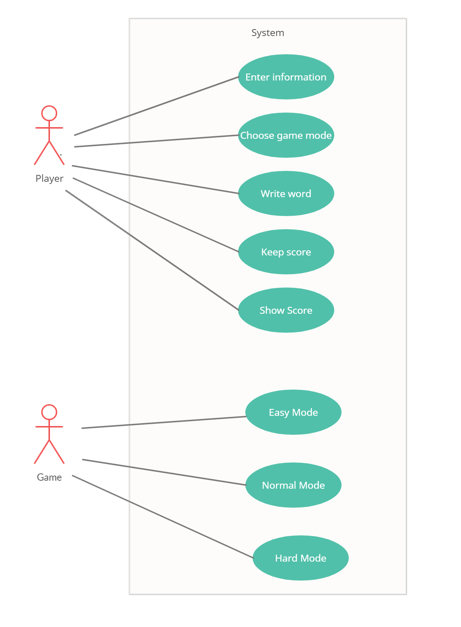 System
Enter information
Choose game mode
Write word
Player
Keep score
Show Score
Easy Mode
Game
Normal Mode
Hard Mode